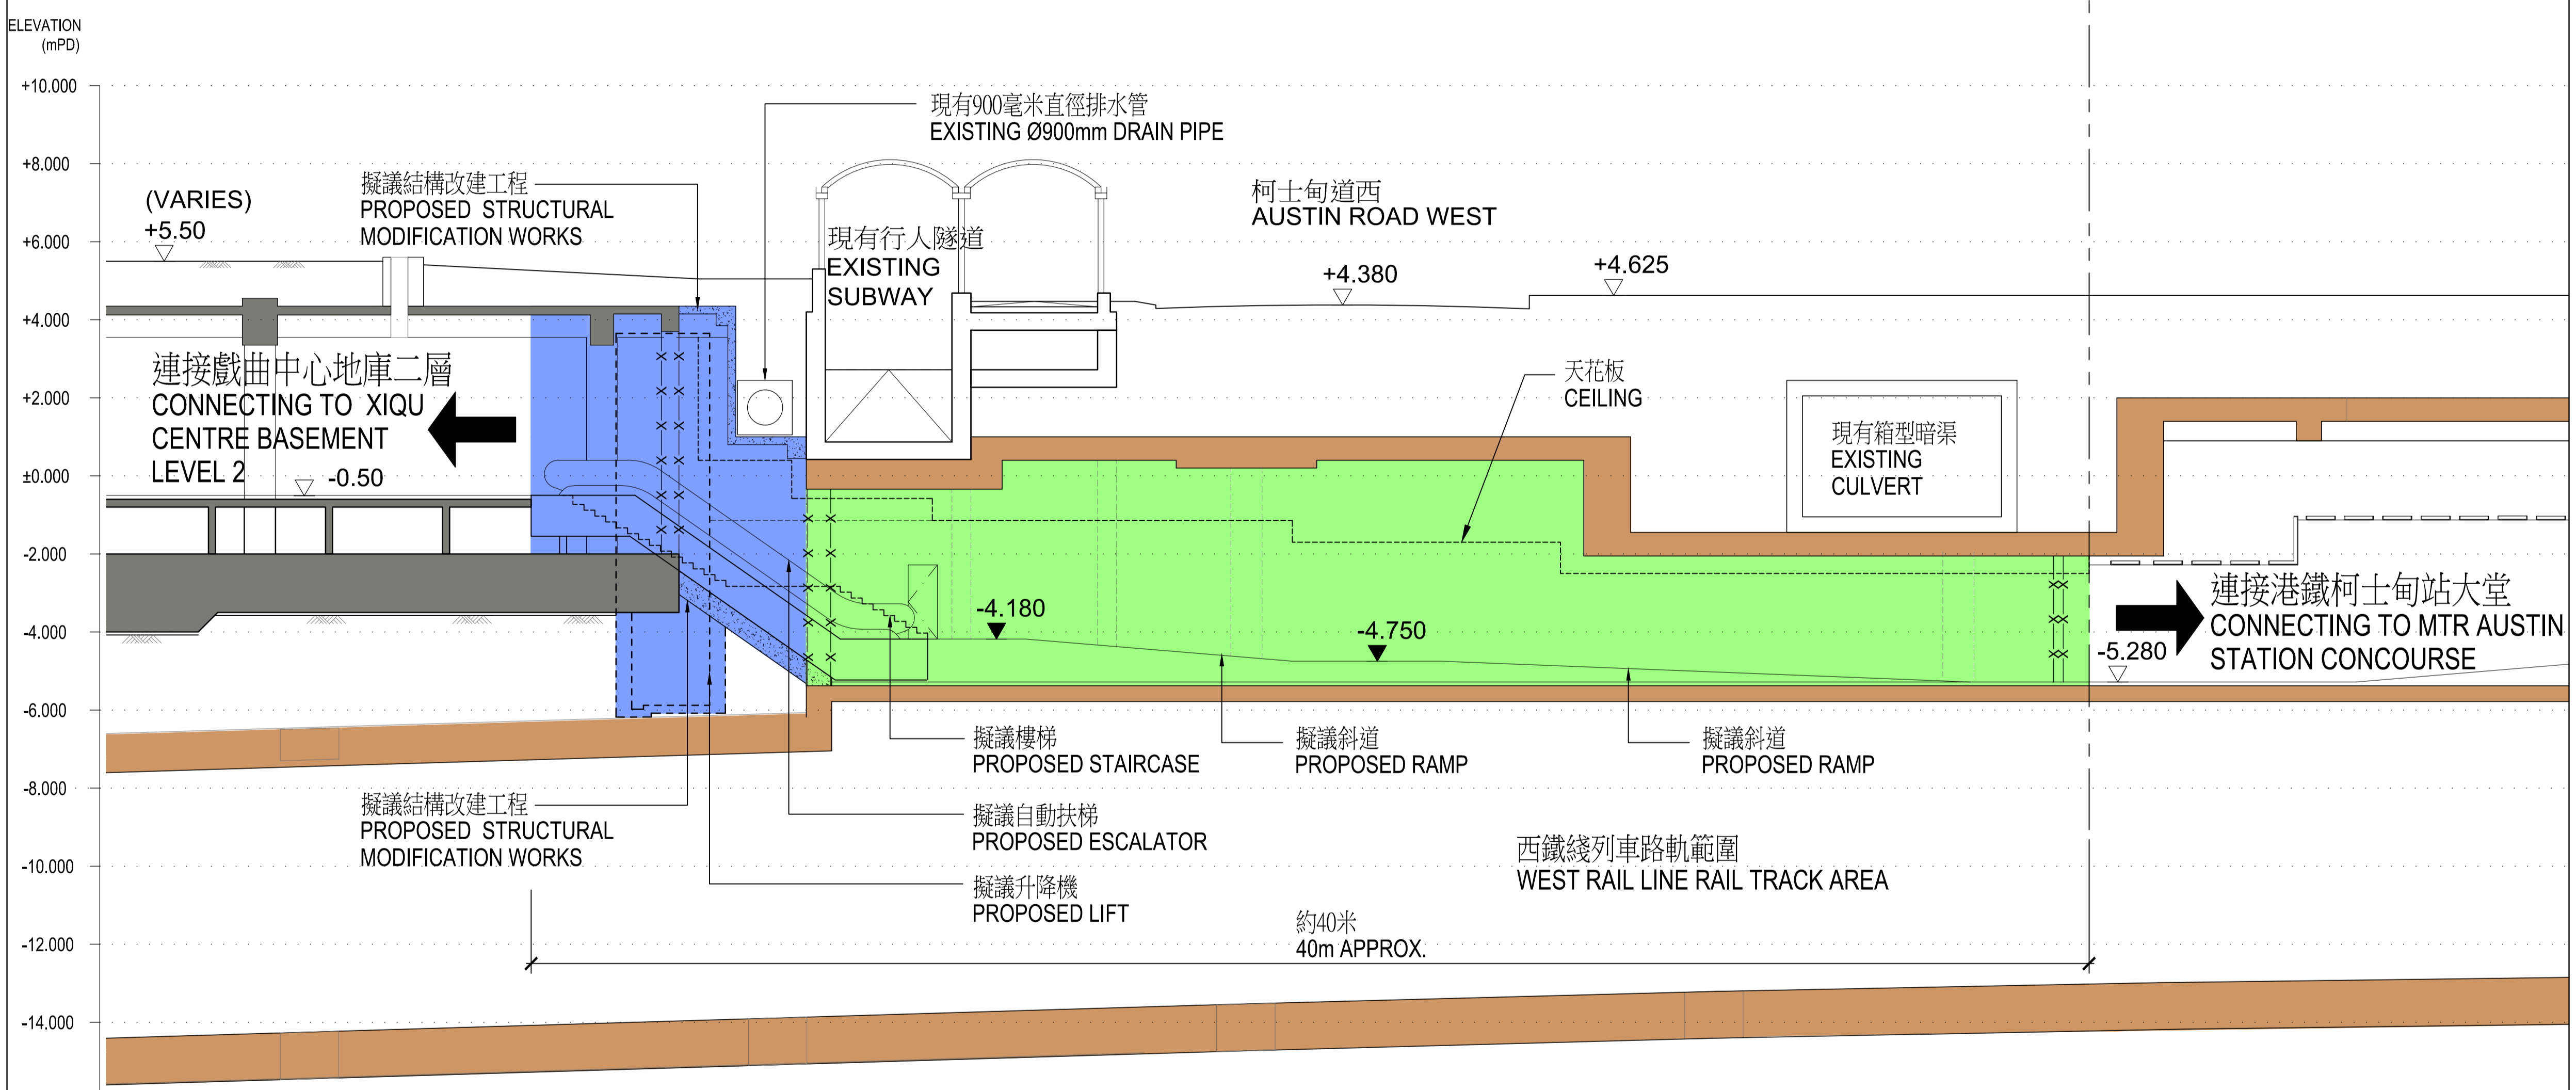 ELEVATION
(mPD)
+10.000
+8.000
+6.000
+4.000
+2.000
±0.000
-2.000
-4.000
-6.000
-8.000
-10.000
-12.000
-14.000
(VARIES)
+5.50
擬議結構改建工程
PROPOSED STRUCTURAL
MODIFICATION WORKS
現有900毫米直徑排水管
EXISTING Ø900mm DRAIN PIPE
現有行人隧道
EXISTING
SUBWAY
柯士甸道西
AUSTIN ROAD WEST
+4.380
+4.625
連接戲曲中心地庫二層
CONNECTING TO XIQU
CENTRE BASEMENT
LEVEL 2
-0.50
天花板
CEILING
現有箱型暗渠
EXISTING
CULVERT
-4.180
-4.750
連接港鐵柯士甸站大堂
CONNECTING TO MTR AUSTIN
STATION CONCOURSE
-5.280
擬議樓梯
PROPOSED STAIRCASE
擬議斜道
PROPOSED RAMP
擬議斜道
PROPOSED RAMP
擬議結構改建工程
PROPOSED STRUCTURAL
MODIFICATION WORKS
擬議自動扶梯
PROPOSED ESCALATOR
擬議升降機
PROPOSED LIFT
西鐵綫列車路軌範圍
WEST RAIL LINE RAIL TRACK AREA
約40米
40m APPROX.